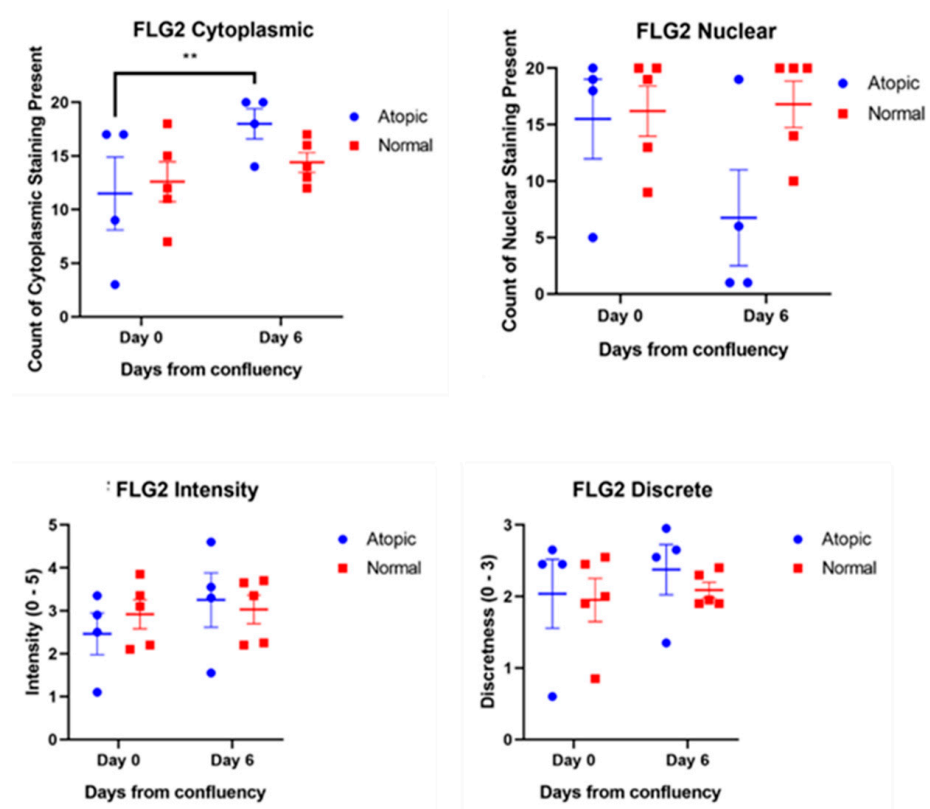 FLG2 Cytoplasmic
**
Count of Cytoplasmic Staining Present
20
15
10
5
0
Day 0
Day 6
Days from confluency
Atopic
Normal
FLG2 Nuclear
Count of Nuclear Staining Present
20
15
10
5
0
Day 0
Day 6
Days from confluency
Atopic
Normal
FLG2 Intensity
Intensity (0 - 5)
5
4
3
2
1
0
Day 0
Day 6
Days from confluency
Atopic
Normal
FLG2 Discrete
Discretness (0 - 3)
3
2
1
0
Day 0
Day 6
Days from confluency
Atopic
Normal